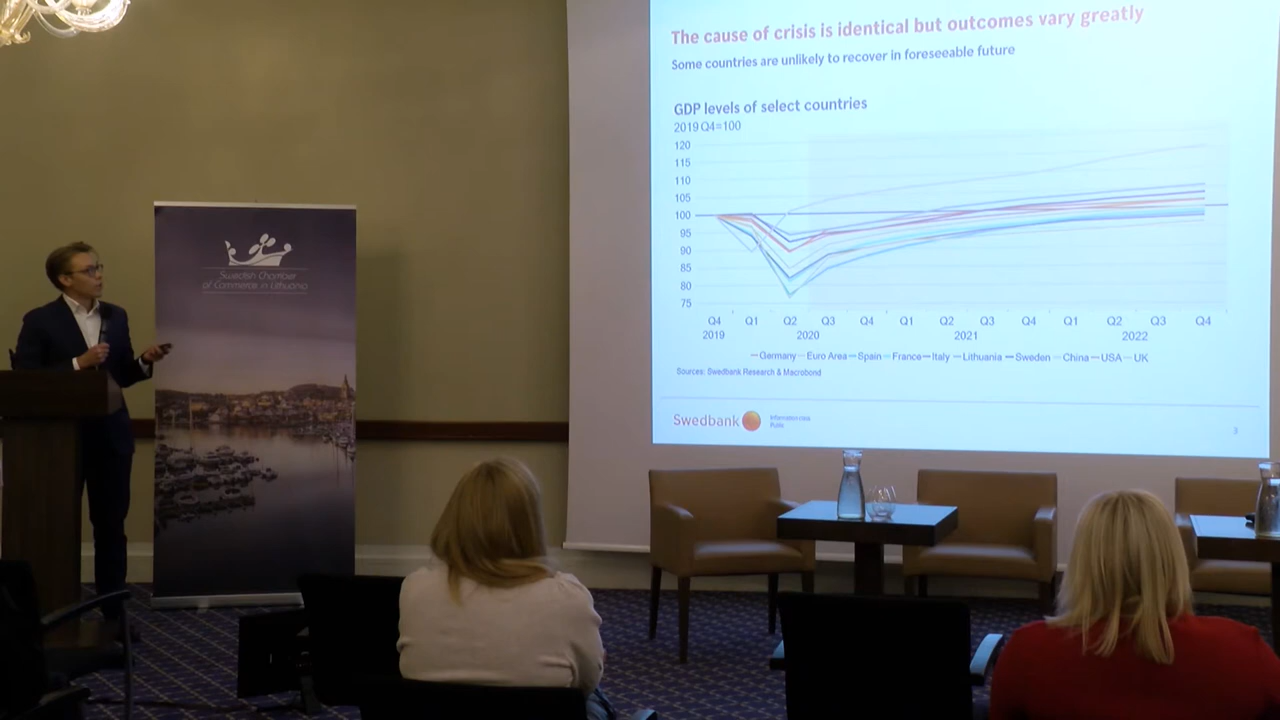 The cause of crisis is identical but outcomes vary greatly
Some countries are unlikely to recover in foreseeable future
GDP levels of select countries
2019 Q4=100
120
115
110
105
100
95
90
85
80
75
Q4 Q1 Q2 Q3 Q4 Q1 Q2 Q3 Q4 Q1 Q2 Q3 Q4
2019 2020 2021 2022
Germany Euro Area Spain France Italy Lithuania Sweden China USA UK
Sources: Swedbank Research & Macrobond
Swedbank
Information class
Public
3
Swedish Chamber
of Commerce in Lithuania